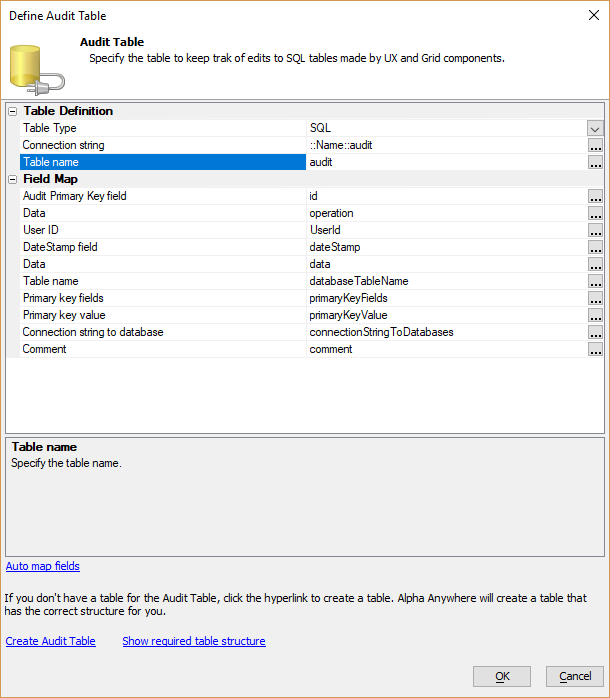 Define Audit Table
Audit Table
Specify the table to keep trak of edits to SQL tables made by UX and Grid components.
Table Definition
Table Type SQL
Connection string ::Name::audit ...
Table name audit ...
Field Map
Audit Primary Key field id ...
Data operation ...
User ID UserId ...
DateStamp field dateStamp ...
Data data ...
Table name databaseTableName ...
Primary key fields primaryKeyFields ...
Primary key value primaryKeyValue ...
Connection string to database connectionStringToDatabases ...
Comment comment ...
Table name
Specify the table name.
Auto map fields
If you don't have a table for the Audit Table, click the hyperlink to create a table. Alpha Anywhere will create a table that
has the correct structure for you.
Create Audit Table Show required table structure
OK Cancel